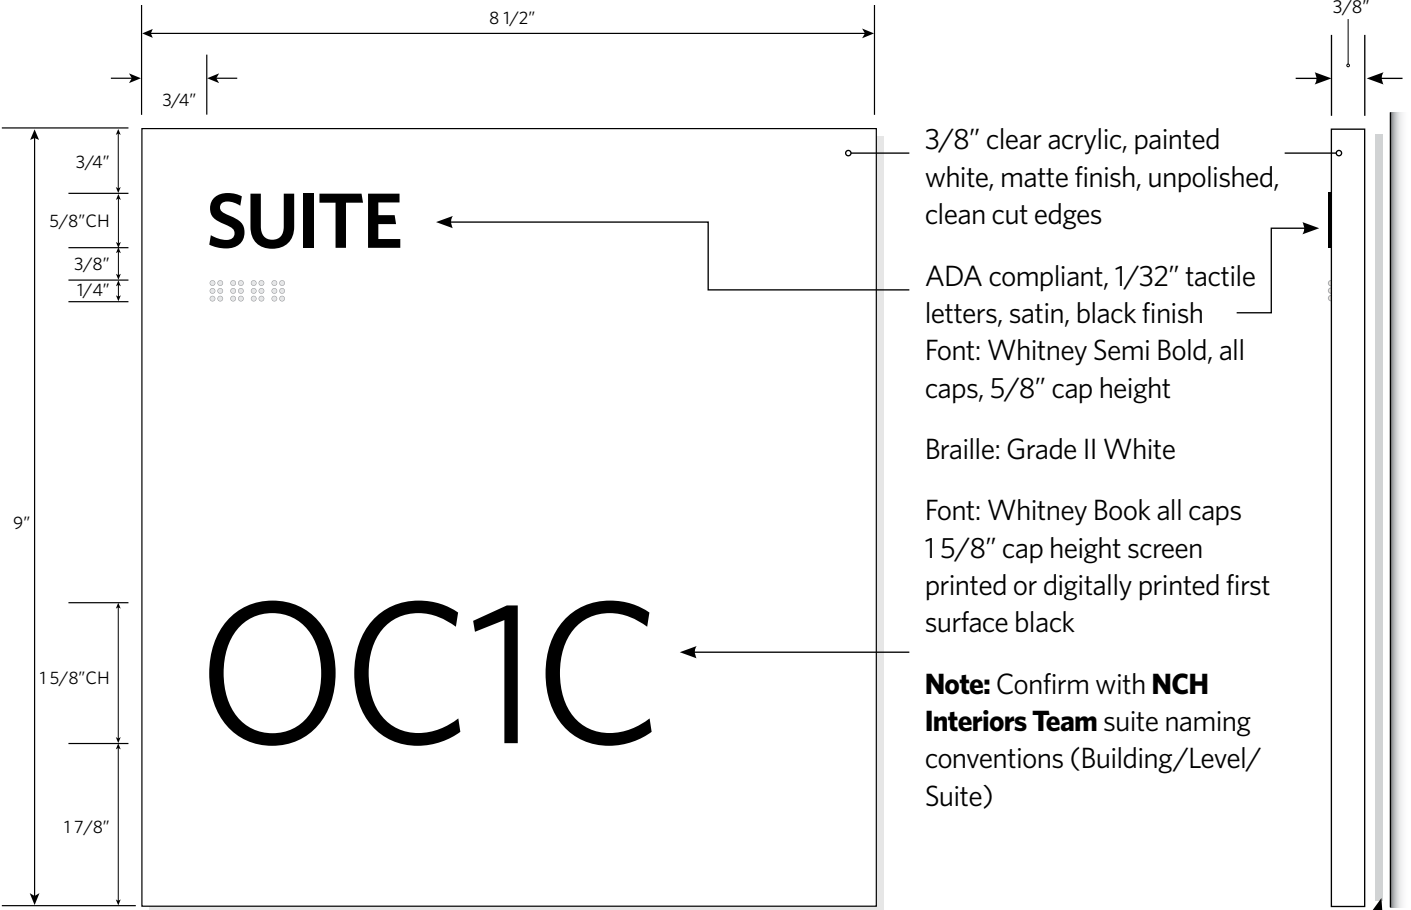 8 1/2”
3/8”
3/4”
3/4”
5/8”CH
3/8”
1/4”
9”
1 5/8”CH
1 7/8”
SUITE
OC1C
3/8” clear acrylic, painted
white, matte finish, unpolished,
clean cut edges
ADA compliant, 1/32” tactile
letters, satin, black finish
Font: Whitney Semi Bold, all
caps, 5/8” cap height
Braille: Grade II White
Font: Whitney Book all caps
1 5/8” cap height screen
printed or digitally printed first
surface black
Note: Confirm with NCH
Interiors Team suite naming
conventions (Building/Level/
Suite)